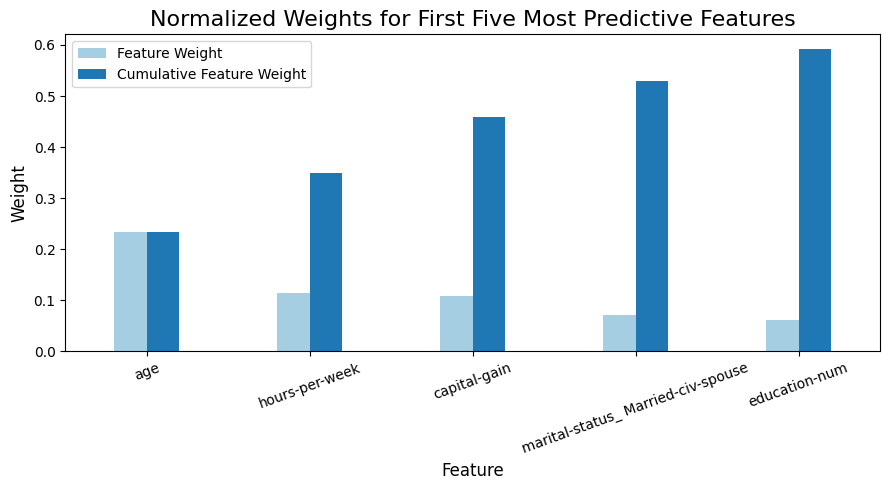 Normalized Weights for First Five Most Predictive Features
Feature Weight
Cumulative Feature Weight
Weight
0.6
0.5
0.4
0.3
0.2
0.1
0.0
age
hours-per-week
capital-gain
marital-status_ Married-civ-spouse
education-num
Feature